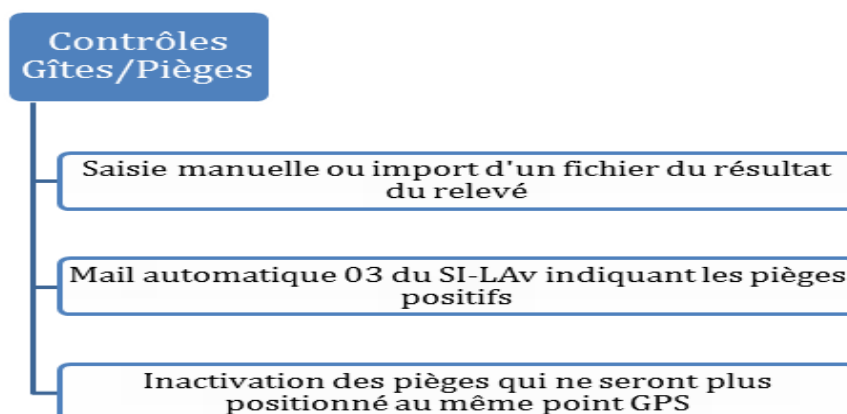 Contrôles
Gîtes/Pièges
Saisie manuelle ou import d'un fichier du résultat
du relevé
Mail automatique 03 du SI-LAv indiquant les pièges
positifs
Inactivation des pièges qui ne seront plus
positionné au même point GPS